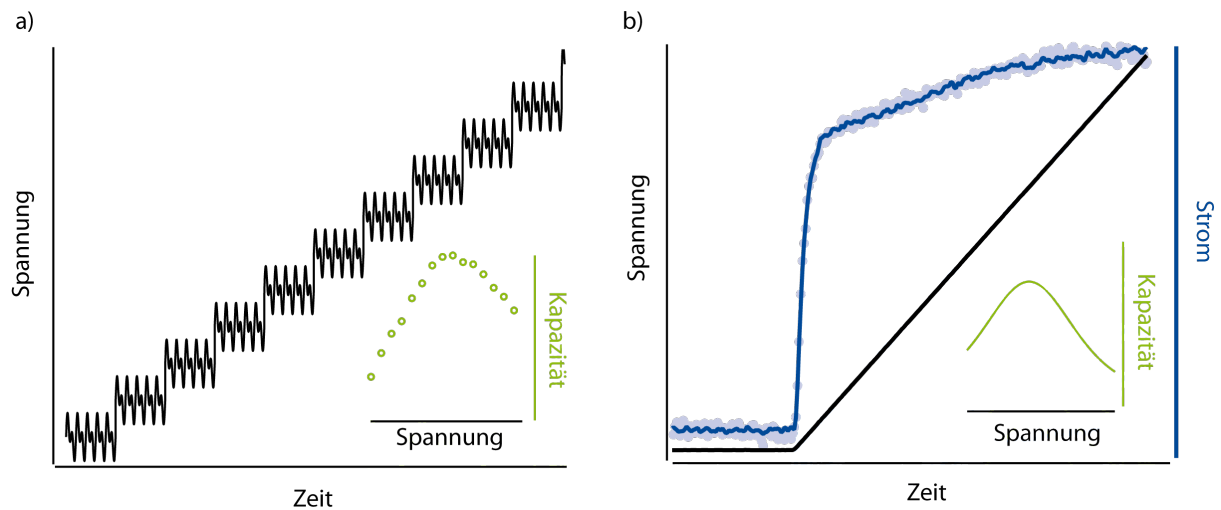 a)
Spannung
Kapazität
Spannung
Zeit
b)
Spannung
Strom
Kapazität
Spannung
Zeit